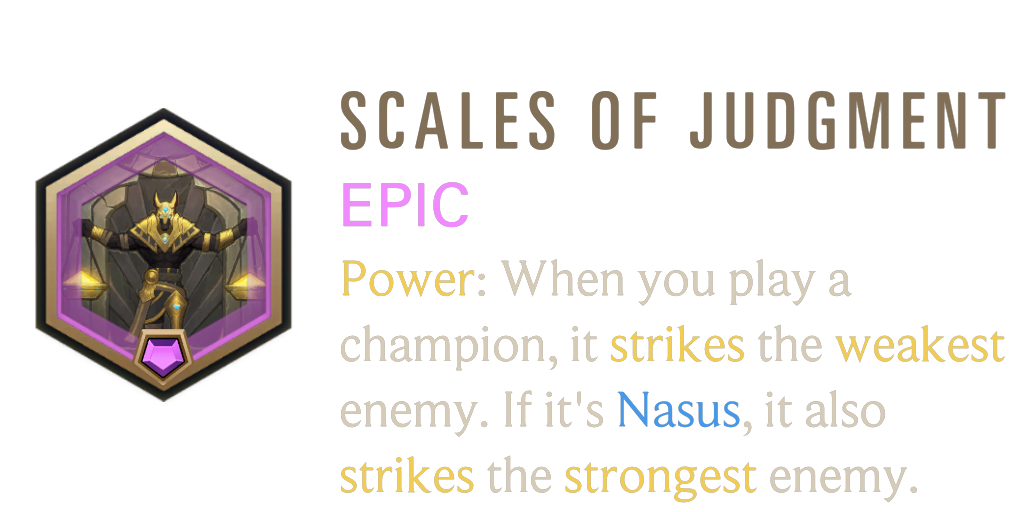 SCALES OF JUDGMENT
EPIC
Power: When you play a
champion, it strikes the weakest
enemy. If it's Nasus, it also
strikes the strongest enemy.